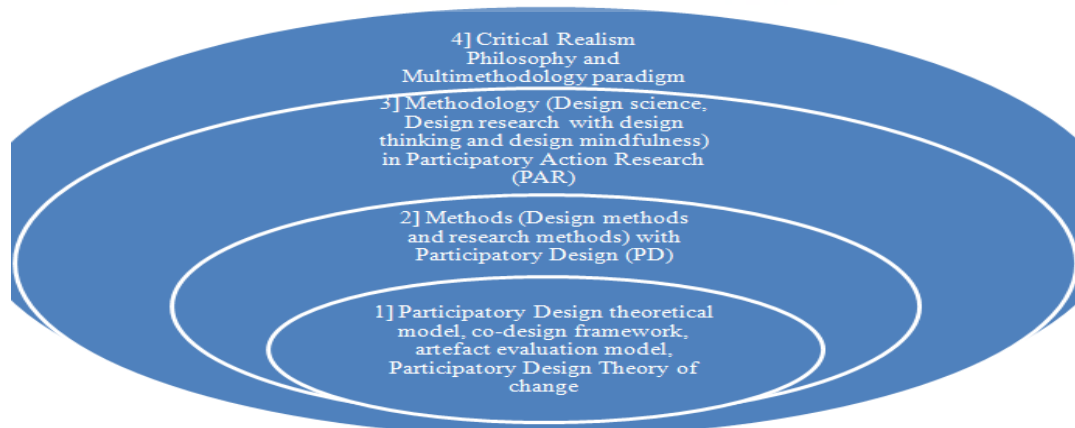 4] Critical Realism
Philosophy and
Multimethodology paradigm
3] Methodology (Design science,
Design research with design
thinking and design mindfulness)
in Participatory Action Research
(PAR)
2] Methods (Design methods
and research methods) with
Participatory Design (PD)
1] Participatory Design theoretical
model, co-design framework,
artefact evaluation model,
Participatory Design Theory of
change